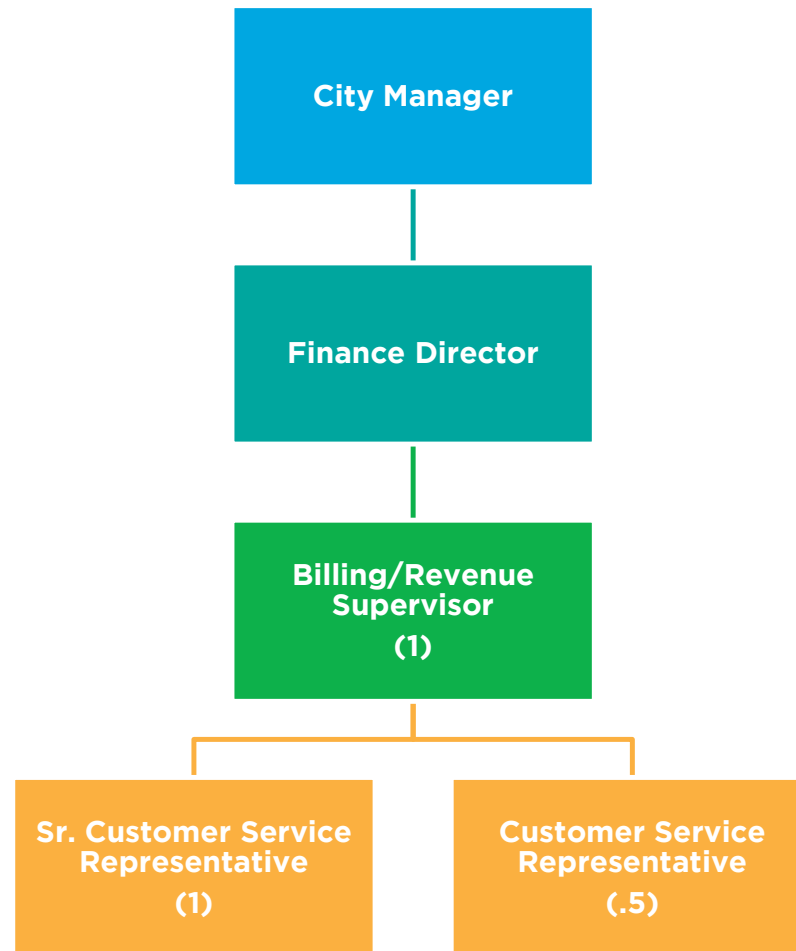 City Manager
Finance Director
Billing/Revenue
Supervisor
(1)
Sr. Customer Service
Representative
(1)
Customer Service
Representative
(.5)